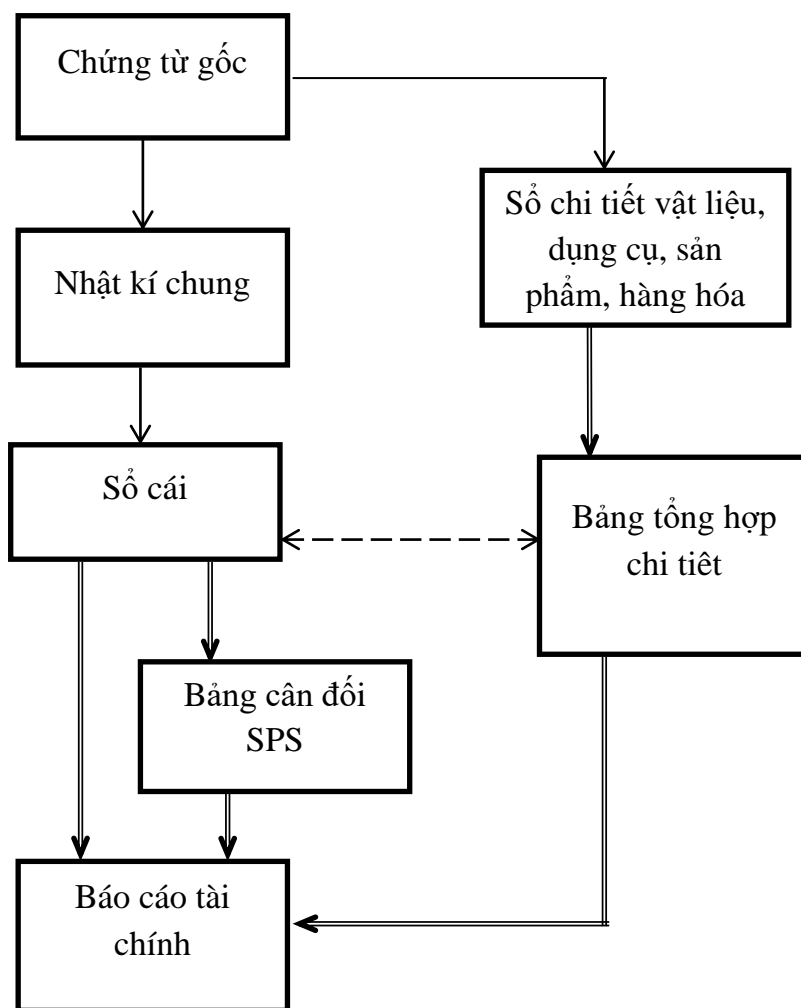 Chứng từ gốc
Sổ chi tiết vật liệu,
dụng cụ, sản
phẩm, hàng hóa
Nhật kí chung
Sổ cái
Bảng tổng hợp
chi tiêt
Bảng cân đối
SPS
Báo cáo tài
chính